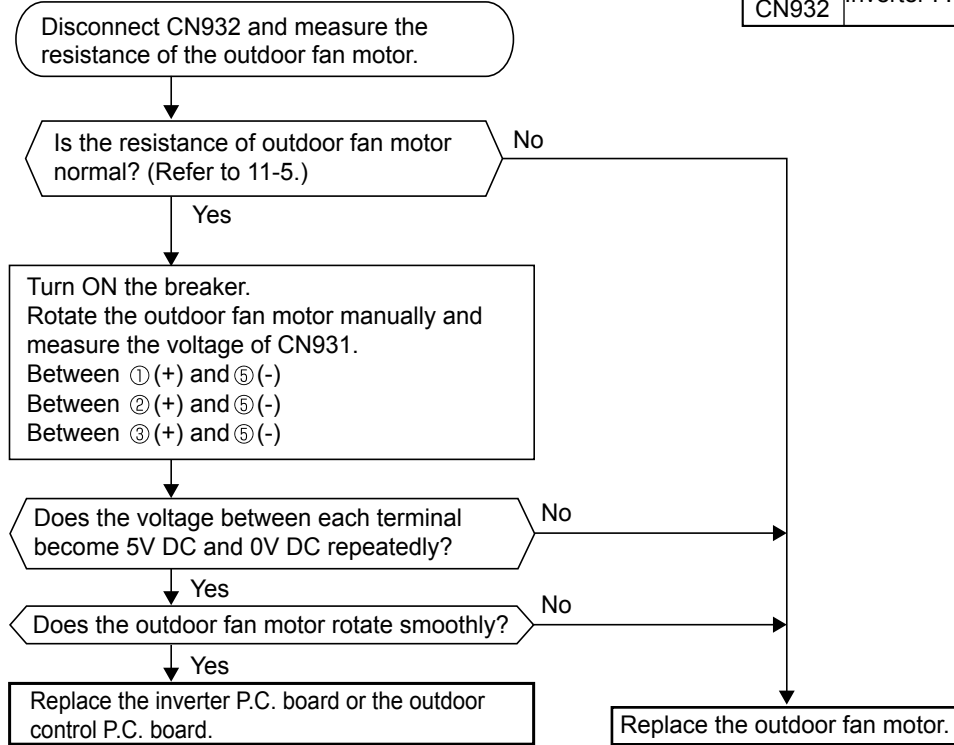 CN932
Disconnect CN932 and measure the
resistance of the outdoor fan motor.
Is the resistance of outdoor fan motor
normal? (Refer to 11-5.)
No
Yes
Turn ON the breaker.
Rotate the outdoor fan motor manually and
measure the voltage of CN931.
Between ①(+) and ⑤(-)
Between ②(+) and ⑤(-)
Between ③(+) and ⑤(-)
Does the voltage between each terminal
become 5V DC and 0V DC repeatedly?
No
Yes
Does the outdoor fan motor rotate smoothly?
No
Yes
Replace the inverter P.C. board or the outdoor
control P.C. board.
Replace the outdoor fan motor.